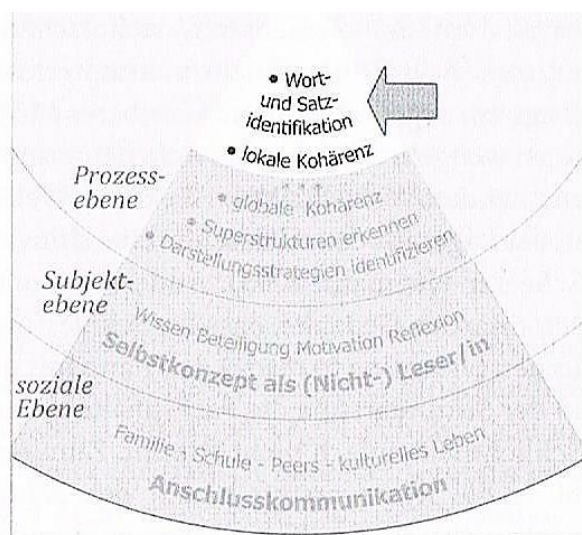 • Wort-
und Satz-
identifikation
• lokale Kohärenz
Prozess-
ebene
• globale Kohärenz
• Superstrukturen erkennen
• Darstellungsstrategien identifizieren
Subjekt-
ebene
Wissen Beteiligung Motivation Reflexion
Selbstkonzept als (Nicht-) Leser/in
soziale
Ebene
Familie - Schule - Peers - kulturelles Leben
Anschlusskommunikation